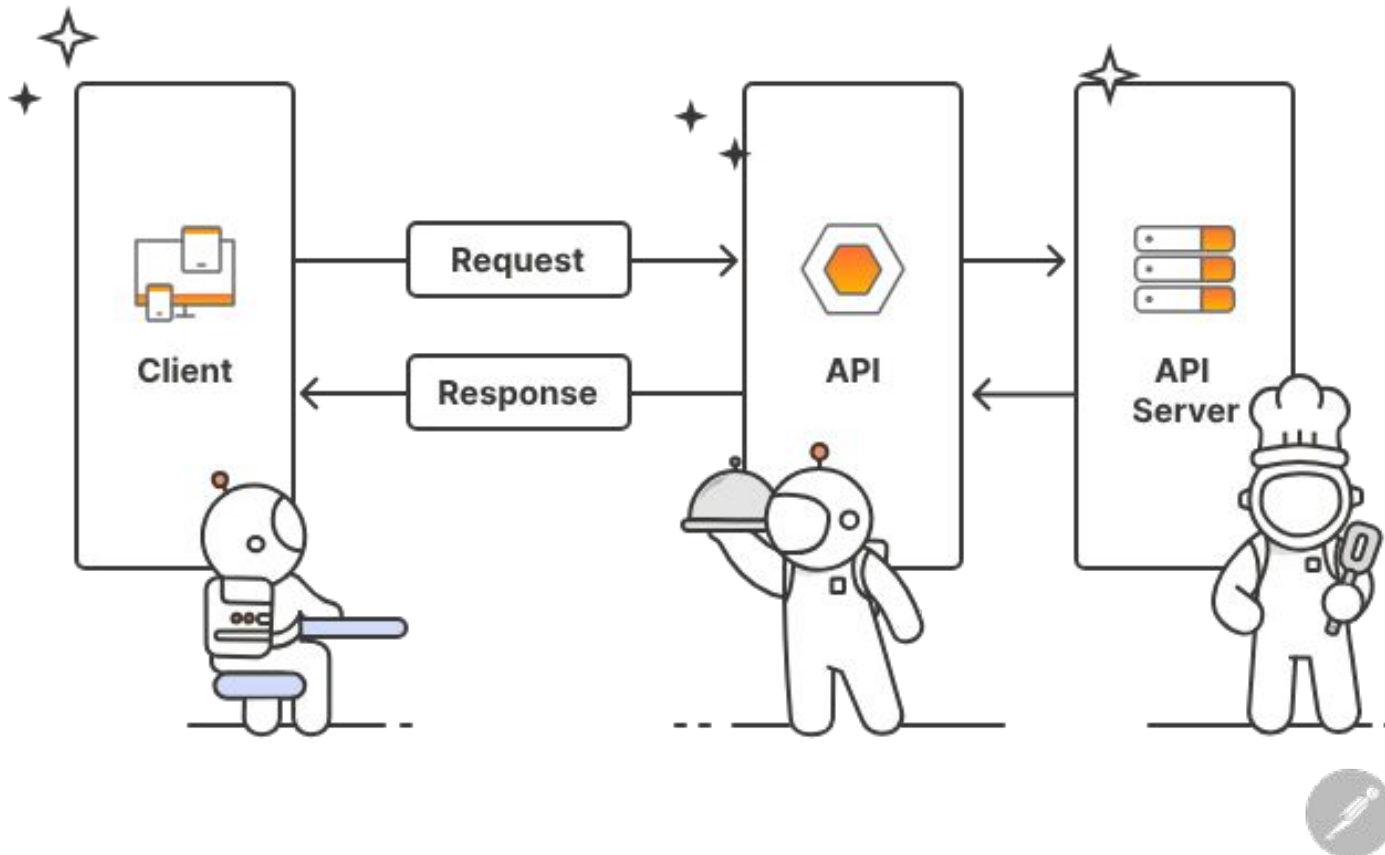 Request
Client
Response
API
API
Server